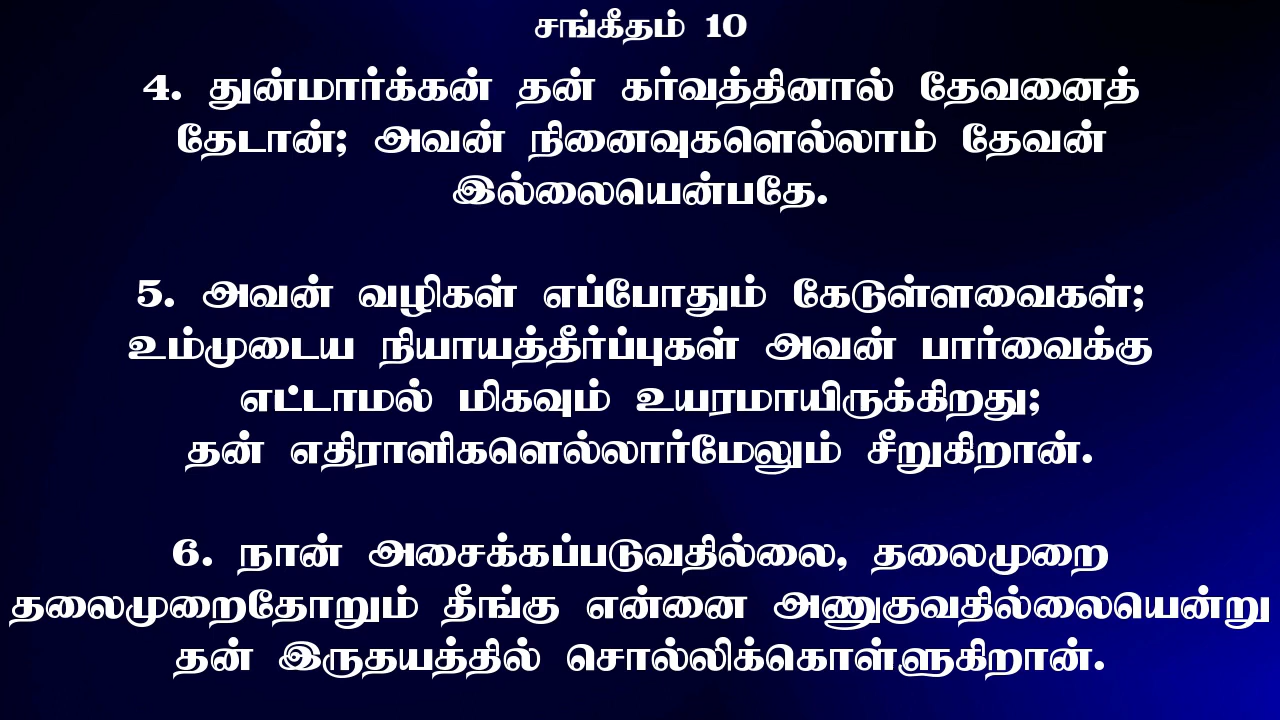 சங்கீதம் 10
4. துன்மார்க்கன் தன் கர்வத்தினால் தேவனைத்
தேடான்; அவன் நினைவுகளெல்லாம் தேவன்
இல்லையென்பதே.
5. அவன் வழிகள் எப்போதும் கேடுள்ளவைகள்;
உம்முடைய நியாயத்தீர்ப்புகள் அவன் பார்வைக்கு
எட்டாமல் மிகவும் உயரமாயிருக்கிறது;
தன் எதிராளிகளெல்லார்மேலும் சீறுகிறான்.
6. நான் அசைக்கப்படுவதில்லை, தலைமுறை
தலைமுறைதோறும் தீங்கு என்னை அணுகுவதில்லையென்று
தன் இருதயத்தில் சொல்லிக்கொள்ளுகிறான்.